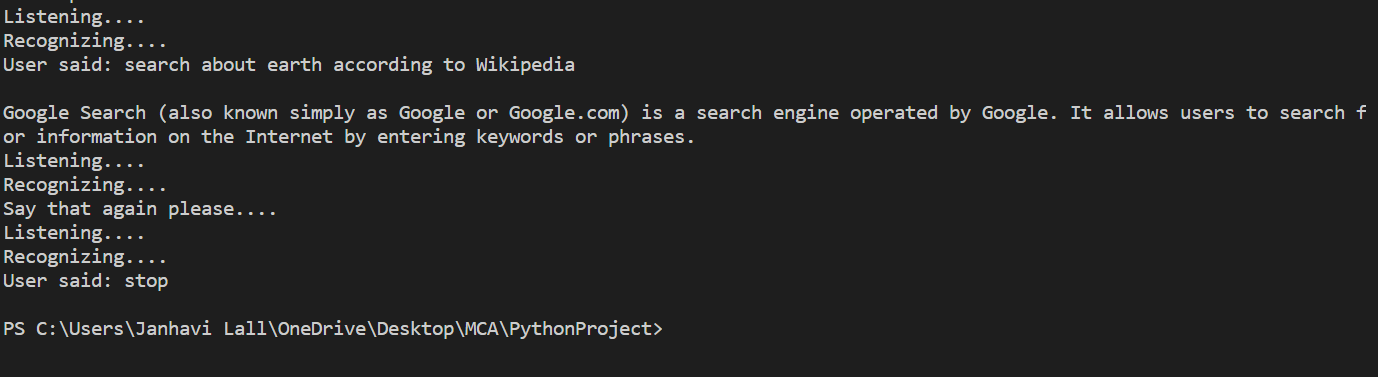 Listening....
Recognizing....
User said: search about earth according to Wikipedia
Google Search (also known simply as Google or Google.com) is a search engine operated by Google. It allows users to search f
or information on the Internet by entering keywords or phrases.
Listening....
Recognizing....
Say that again please....
Listening....
Recognizing....
User said: stop
PS C:\Users\Janhavi Lall\OneDrive\Desktop\MCA\PythonProject>